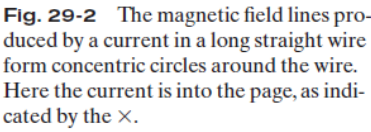 Fig. 29-2 The magnetic field lines pro-
duced by a current in a long straight wire
form concentric circles around the wire.
Here the current is into the page, as indi-
cated by the ×.